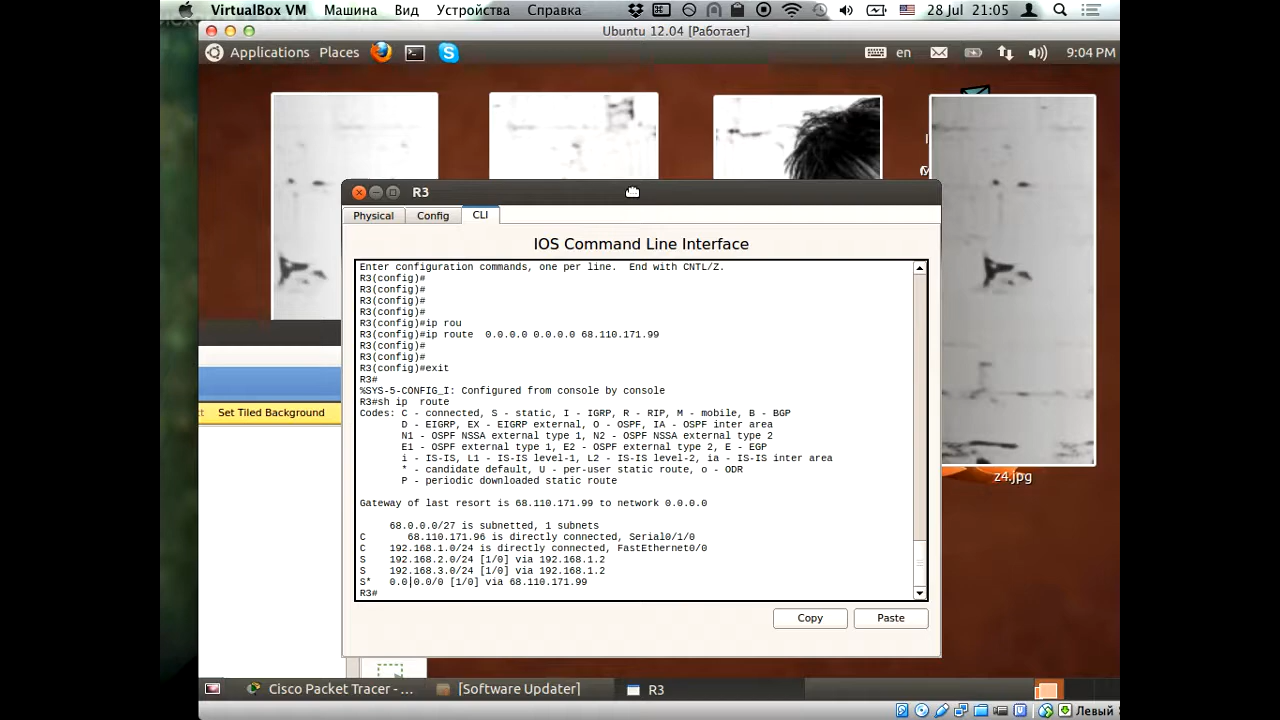 VirtualBox VM Машина Вид Устройства Справка 28 Jul 21:05
Ubuntu 12.04 [Работает]
Applications Places en 9:04 PM
R3
Physical Config CLI
IOS Command Line Interface
Enter configuration commands, one per line.  End with CNTL/Z.
R3(config)#
R3(config)#
R3(config)#
R3(config)#
R3(config)#ip rou
R3(config)#ip route  0.0.0.0 0.0.0.0 68.110.171.99
R3(config)#
R3(config)#
R3(config)#exit
R3#
%SYS-5-CONFIG_I: Configured from console by console
R3#sh ip  route
Codes: C - connected, S - static, I - IGRP, R - RIP, M - mobile, B - BGP
D - EIGRP, EX - EIGRP external, O - OSPF, IA - OSPF inter area
N1 - OSPF NSSA external type 1, N2 - OSPF NSSA external type 2
E1 - OSPF external type 1, E2 - OSPF external type 2, E - EGP
i - IS-IS, L1 - IS-IS level-1, L2 - IS-IS level-2, ia - IS-IS inter area
* - candidate default, U - per-user static route, o - ODR
P - periodic downloaded static route
Gateway of last resort is 68.110.171.99 to network 0.0.0.0
68.0.0.0/27 is subnetted, 1 subnets
C 68.110.171.96 is directly connected, Serial0/1/0
C 192.168.1.0/24 is directly connected, FastEthernet0/0
S 192.168.2.0/24 [1/0] via 192.168.1.2
S 192.168.3.0/24 [1/0] via 192.168.1.2
S* 0.0.0.0/0 [1/0] via 68.110.171.99
R3#
Copy Paste
Set Tiled Background
z4.jpg
Cisco Packet Tracer - ... [Software Updater] R3
Левый